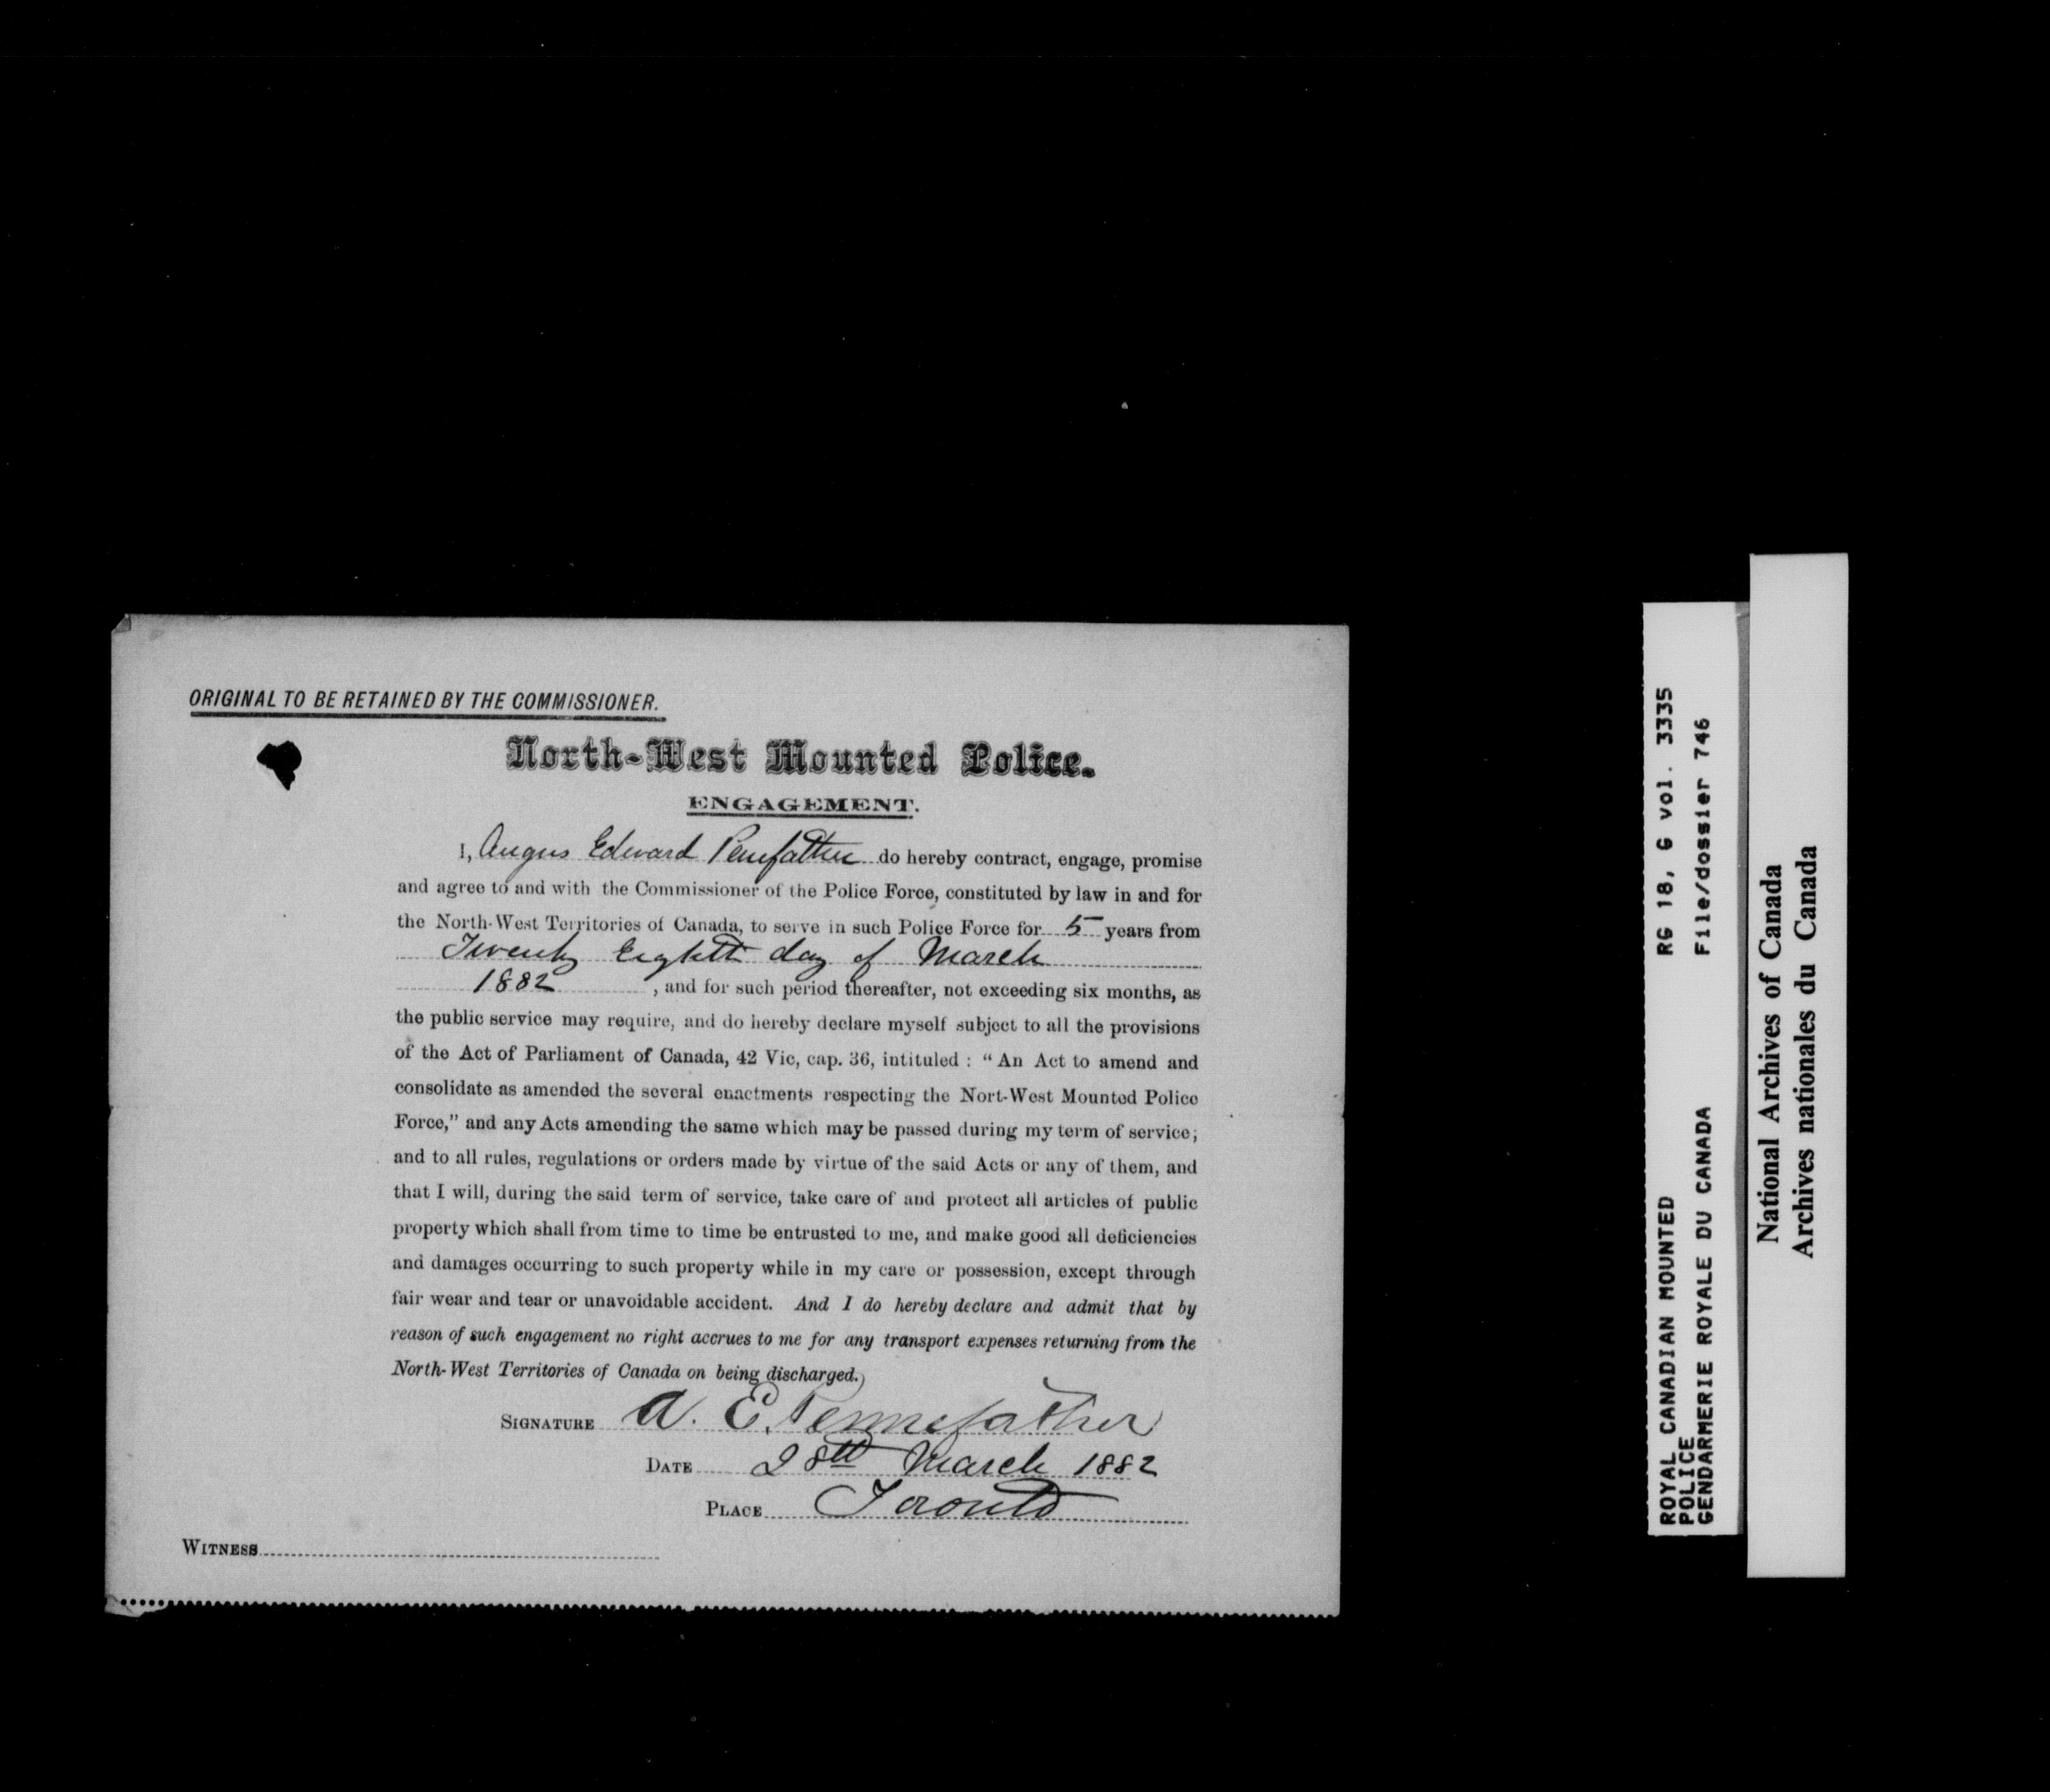 ORIGINAL TO BE RETAINED BY THE COMMISSIONER.
North-West Mounted Police.
ENGAGEMENT.
I, Angus Edward Pennefather do hereby contract, engage, promise
and agree to and with the Commissioner of the Police Force, constituted by law in and for
the North-West Territories of Canada, to serve in such Police Force for 5 years from
Twenty Eighth day of March
1882, and for such period thereafter, not exceeding six months, as
the public service may require, and do hereby declare myself subject to all the provisions
of the Act of Parliament of Canada, 42 Vic, cap. 36, intituled : “ An Act to amend and
consolidate as amended the several enactments respecting the Nort-West Mounted Police
Force,” and any Acts amending the same which may be passed during my term of service;
and to all rules, regulations or orders made by virtue of the said Acts or any of them, and
that I will, during the said term of service, take care of and protect all articles of public
property which shall from time to time be entrusted to me, and make good all deficiencies
and damages occurring to such property while in my care or possession, except through
fair wear and tear or unavoidable accident. And I do hereby declare and admit that by
reason of such engagement no right accrues to me for any transport expenses returning from the
North-West Territories of Canada on being discharged.
SIGNATURE A. E. Pennefather
DATE 28th March 1882
PLACE Toronto
WITNESS
ROYAL CANADIAN MOUNTED RG 18, G vol. 3335
POLICE
GENDARMERIE ROYALE DU CANADA File/dossier 746
National Archives of Canada
Archives nationales du Canada